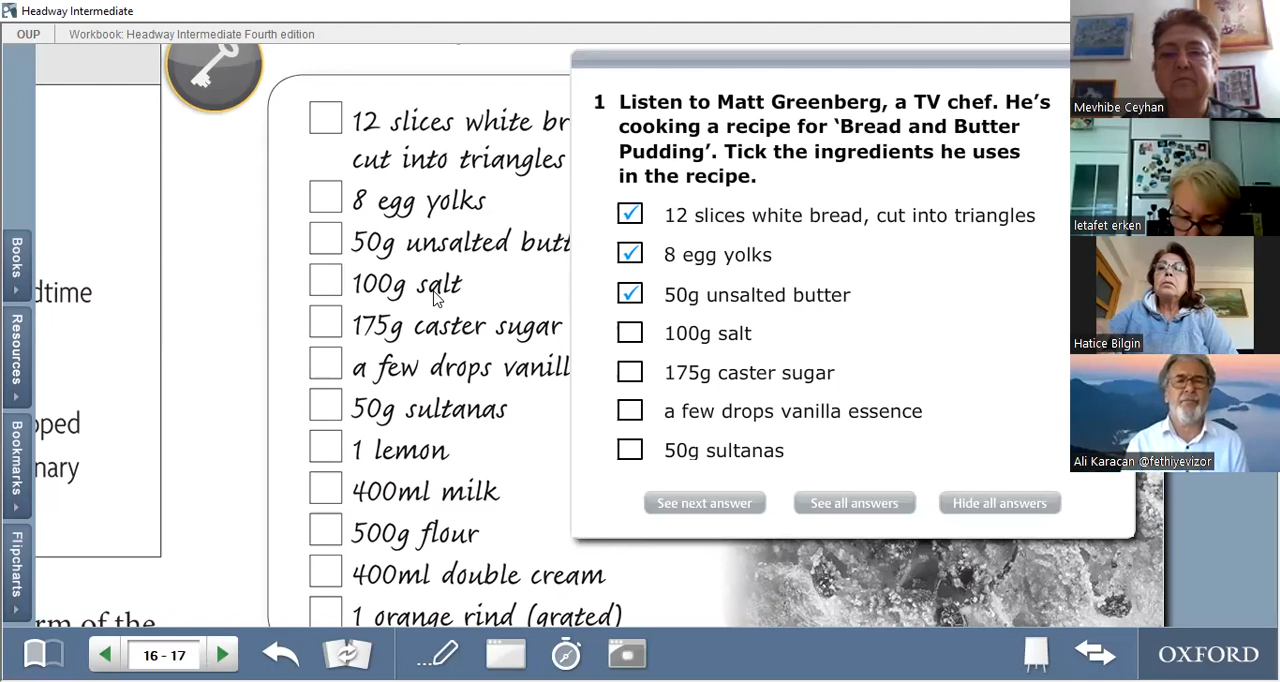 Headway Intermediate
OUP
Workbook: Headway Intermediate Fourth edition
Books
Resources
Bookmarks
Flipcharts
dtime
pped
nary
rm of the
12 slices white br
cut into triangles
8 egg yolks
50g unsalted butt
100g salt
175g caster sugar
a few drops vanill
50g sultanas
1 lemon
400ml milk
500g flour
400ml double cream
1 orange rind (grated)
1 Listen to Matt Greenberg, a TV chef. He's
cooking a recipe for ‘Bread and Butter
Pudding’. Tick the ingredients he uses
in the recipe.
12 slices white bread, cut into triangles
8 egg yolks
50g unsalted butter
100g salt
175g caster sugar
a few drops vanilla essence
50g sultanas
See next answer
See all answers
Hide all answers
Mevhibe Ceyhan
letafet erken
Hatice Bilgin
Ali Karacan @fethiyevizor
16 - 17
OXFORD